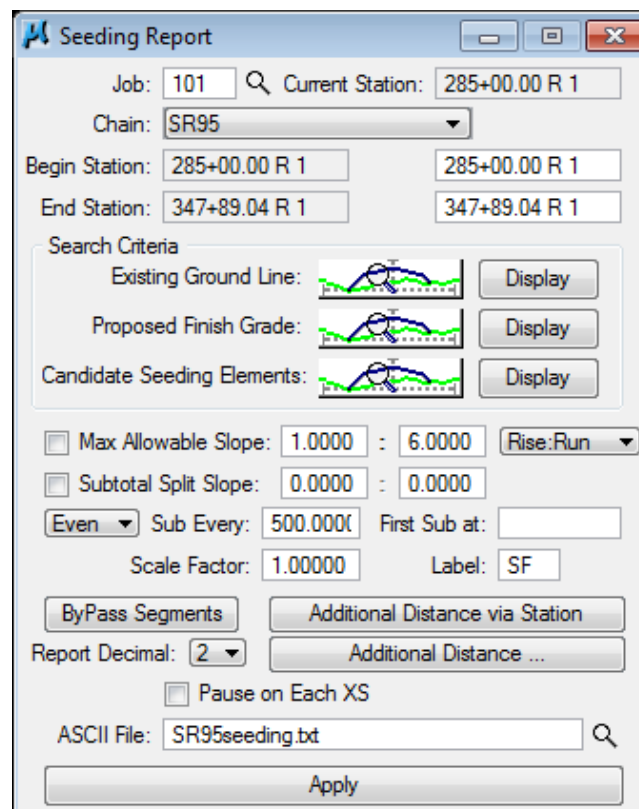 Seeding Report
Job: 101 Current Station: 285+00.00 R 1
Chain: SR95
Begin Station: 285+00.00 R 1 285+00.00 R 1
End Station: 347+89.04 R 1 347+89.04 R 1
Search Criteria
Existing Ground Line: Display
Proposed Finish Grade: Display
Candidate Seeding Elements: Display
Max Allowable Slope: 1.0000 : 6.0000 Rise:Run
Subtotal Split Slope: 0.0000 : 0.0000
Even Sub Every: 500.000( First Sub at:
Scale Factor: 1.00000 Label: SF
ByPass Segments Additional Distance via Station
Report Decimal: 2 Additional Distance ...
Pause on Each XS
ASCII File: SR95seeding.txt
Apply